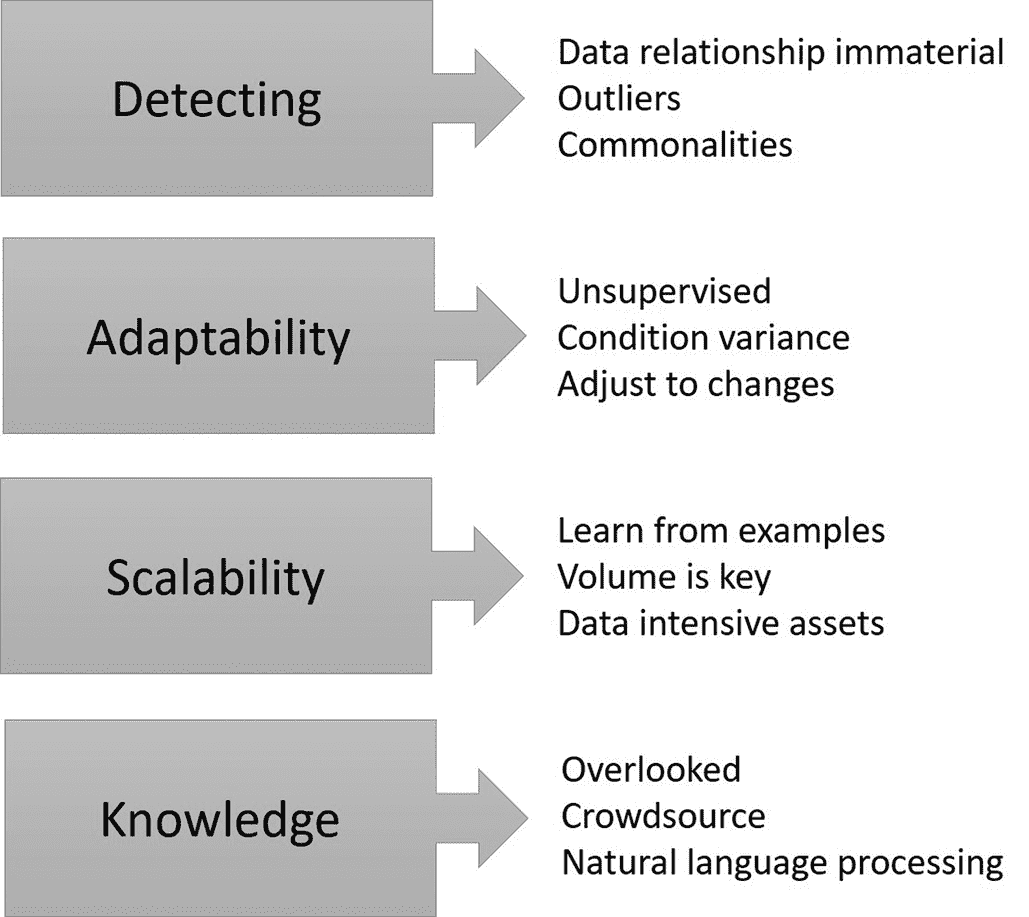 Detecting
Data relationship immaterial
Outliers
Commonalities
Adaptability
Unsupervised
Condition variance
Adjust to changes
Scalability
Learn from examples
Volume is key
Data intensive assets
Knowledge
Overlooked
Crowdsource
Natural language processing